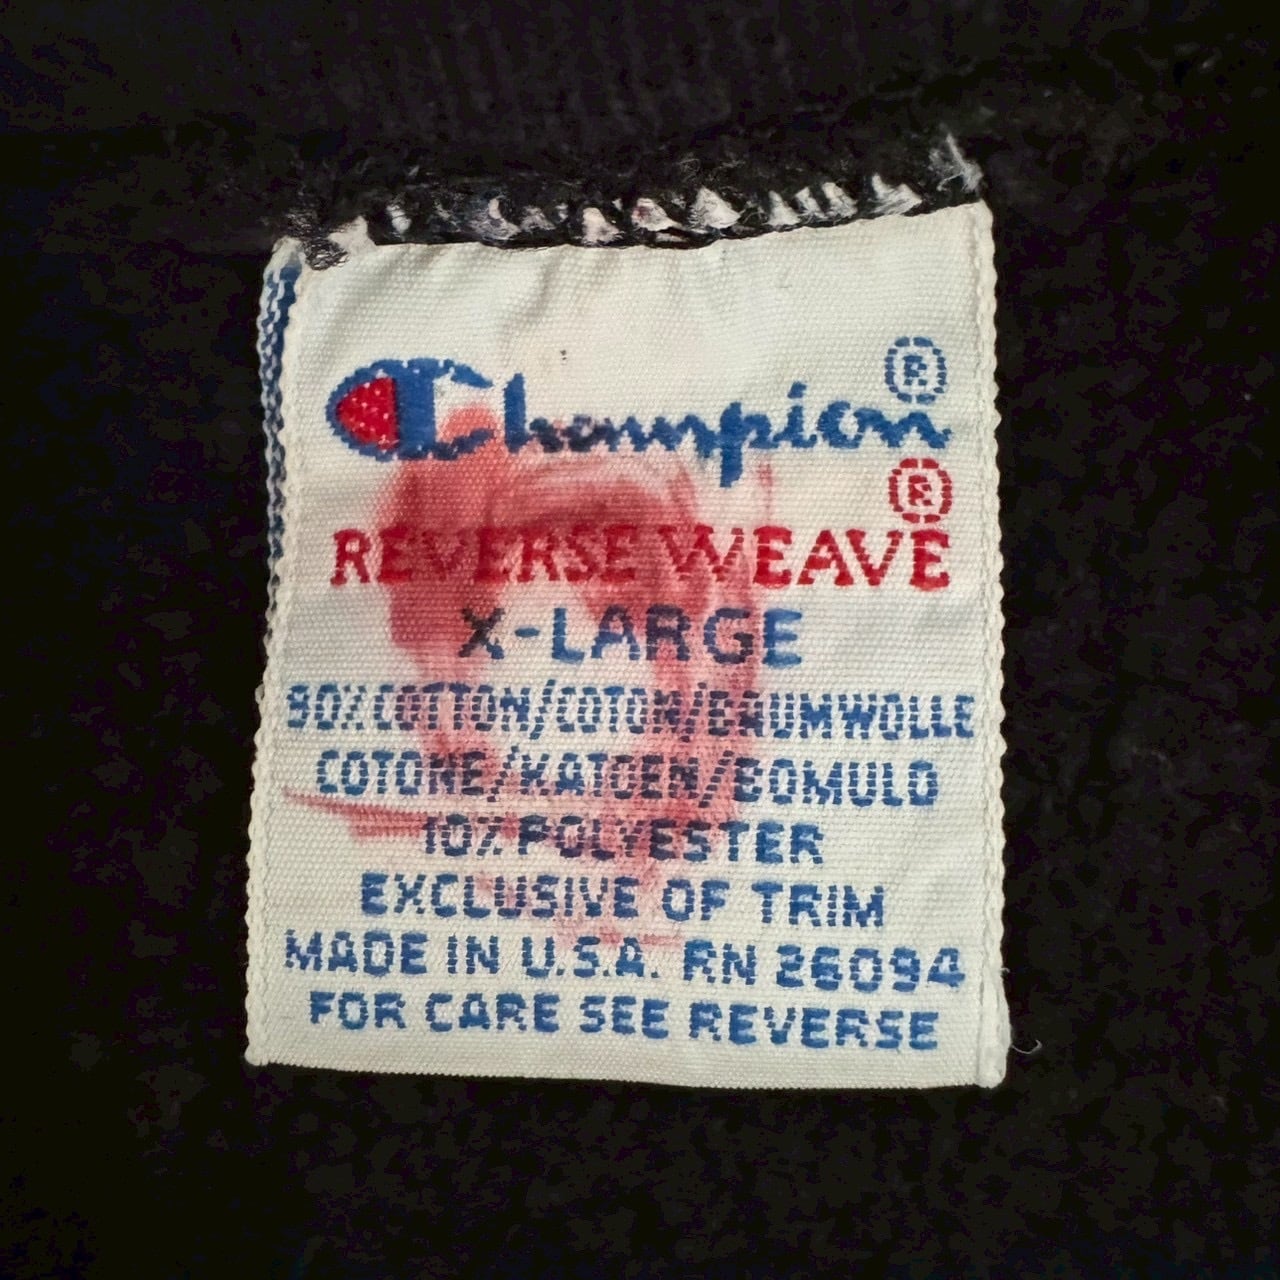 Champion®
REVERSE WEAVE®
X-LARGE
90% COTTON/COTON/BAUMWOLLE
COTONE/KATOEN/BOMULD
10% POLYESTER
EXCLUSIVE OF TRIM
MADE IN U.S.A. RN 26094
FOR CARE SEE REVERSE